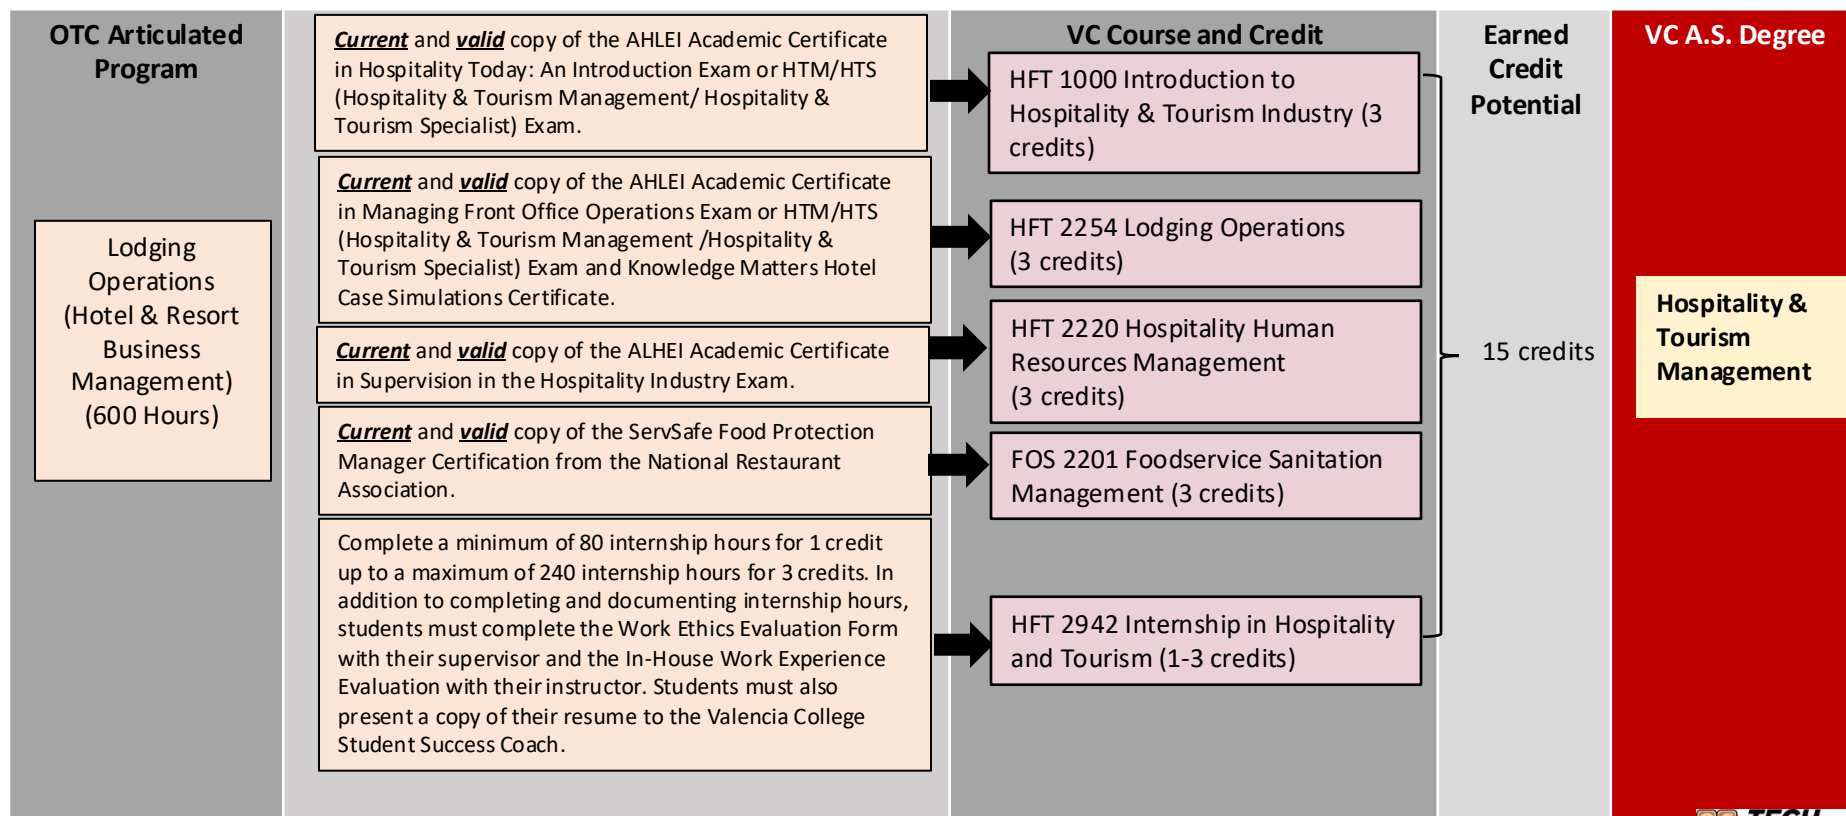 OTC Articulated
Program
Lodging
Operations
(Hotel & Resort
Business
Management)
(600 Hours)
Current and valid copy of the AHLEI Academic Certificate
in Hospitality Today: An Introduction Exam or HTM/HTS
(Hospitality & Tourism Management/ Hospitality &
Tourism Specialist) Exam.
Current and valid copy of the AHLEI Academic Certificate
in Managing Front Office Operations Exam or HTM/HTS
(Hospitality & Tourism Management /Hospitality &
Tourism Specialist) Exam and Knowledge Matters Hotel
Case Simulations Certificate.
Current and valid copy of the ALHEI Academic Certificate
in Supervision in the Hospitality Industry Exam.
Current and valid copy of the ServSafe Food Protection
Manager Certification from the National Restaurant
Association.
Complete a minimum of 80 internship hours for 1 credit
up to a maximum of 240 internship hours for 3 credits. In
addition to completing and documenting internship hours,
students must complete the Work Ethics Evaluation Form
with their supervisor and the In-House Work Experience
Evaluation with their instructor. Students must also
present a copy of their resume to the Valencia College
Student Success Coach.
VC Course and Credit
HFT 1000 Introduction to
Hospitality & Tourism Industry (3
credits)
HFT 2254 Lodging Operations
(3 credits)
HFT 2220 Hospitality Human
Resources Management
(3 credits)
FOS 2201 Foodservice Sanitation
Management (3 credits)
HFT 2942 Internship in Hospitality
and Tourism (1-3 credits)
Earned
Credit
Potential
15 credits
VC A.S. Degree
Hospitality &
Tourism
Management
TECH